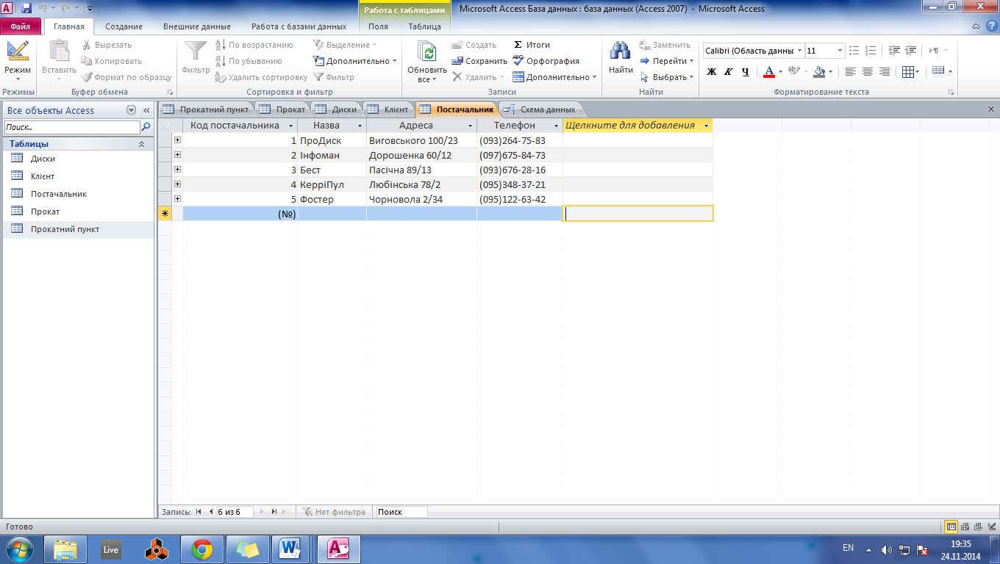 Работа с таблицами
Microsoft Access База данных : база данных (Access 2007) - Microsoft Access
Файл Главная Создание Внешние данные Работа с базами данных Поля Таблица
Режим
Режимы
Вставить
Вырезать
Копировать
Формат по образцу
Буфер обмена
Фильтр
По возрастанию
По убыванию
Удалить сортировку
Выделение
Дополнительно
Фильтр
Сортировка и фильтр
Обновить
все
Создать
Сохранить
Удалить
Итоги
Орфография
Дополнительно
Записи
Найти
Заменить
Перейти
Выбрать
Найти
Calibri (Область данны 11
Ж К Ч А
Форматирование текста
Все объекты Access
Поиск...
Таблицы
Диски
Клієнт
Постачальник
Прокат
Прокатний пункт
Прокатний пункт Прокат Диски Клієнт Постачальник Схема данных
Код постачальника Назва Адреса Телефон Щелкните для добавления
1 ПроДиск Виговського 100/23 (093)264-75-83
2 Інфоман Дорошенка 60/12 (097)675-84-73
3 Бест Пасічна 89/13 (093)676-28-16
4 КерріПул Любінська 78/2 (095)348-37-21
5 Фостер Чорновола 2/34 (095)122-63-42
(№)
Запись: 6 из 6 Нет фильтра Поиск
Готово
Live
EN
19:35
24.11.2014